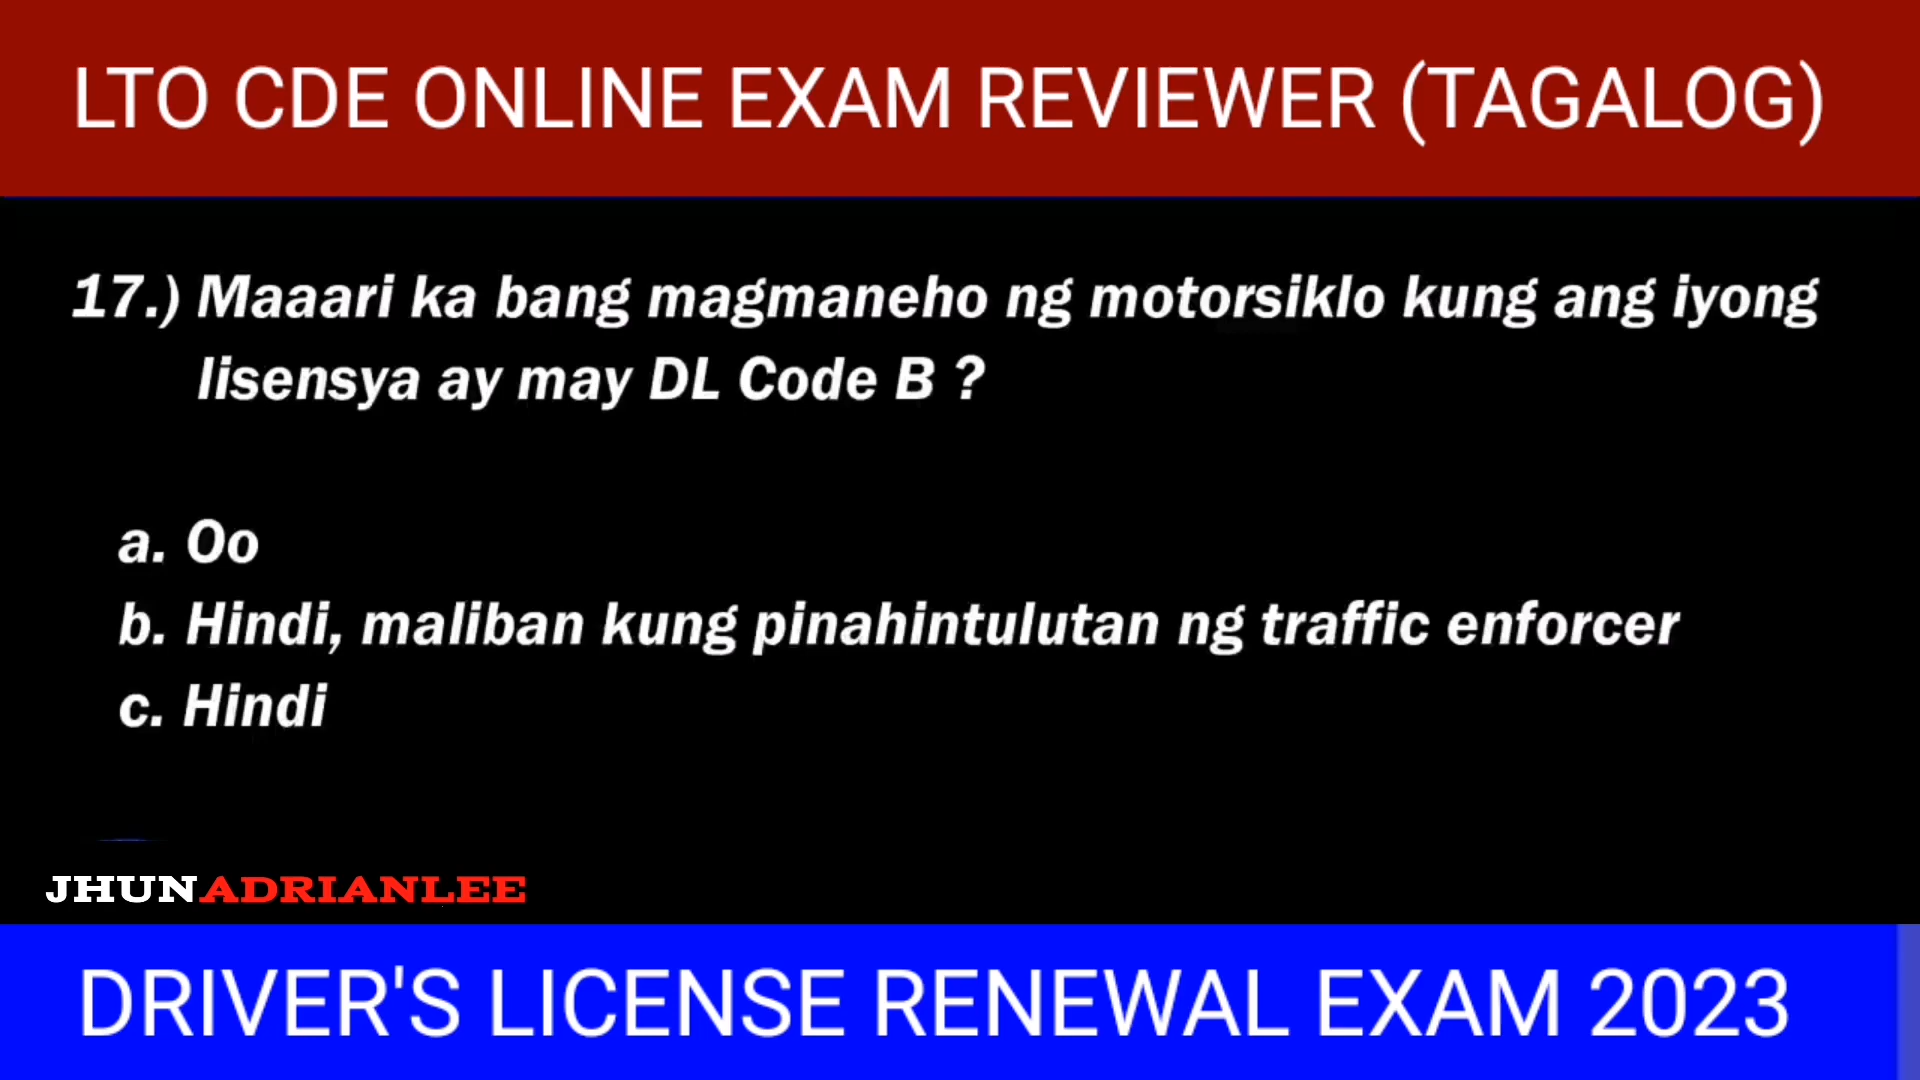 LTO CDE ONLINE EXAM REVIEWER (TAGALOG)
17.) Maaari ka bang magmaneho ng motorsiklo kung ang iyong
lisensya ay may DL Code B ?
a. Oo
b. Hindi, maliban kung pinahintulutan ng traffic enforcer
c. Hindi
JHUNADRIANLEE
DRIVER'S LICENSE RENEWAL EXAM 2023